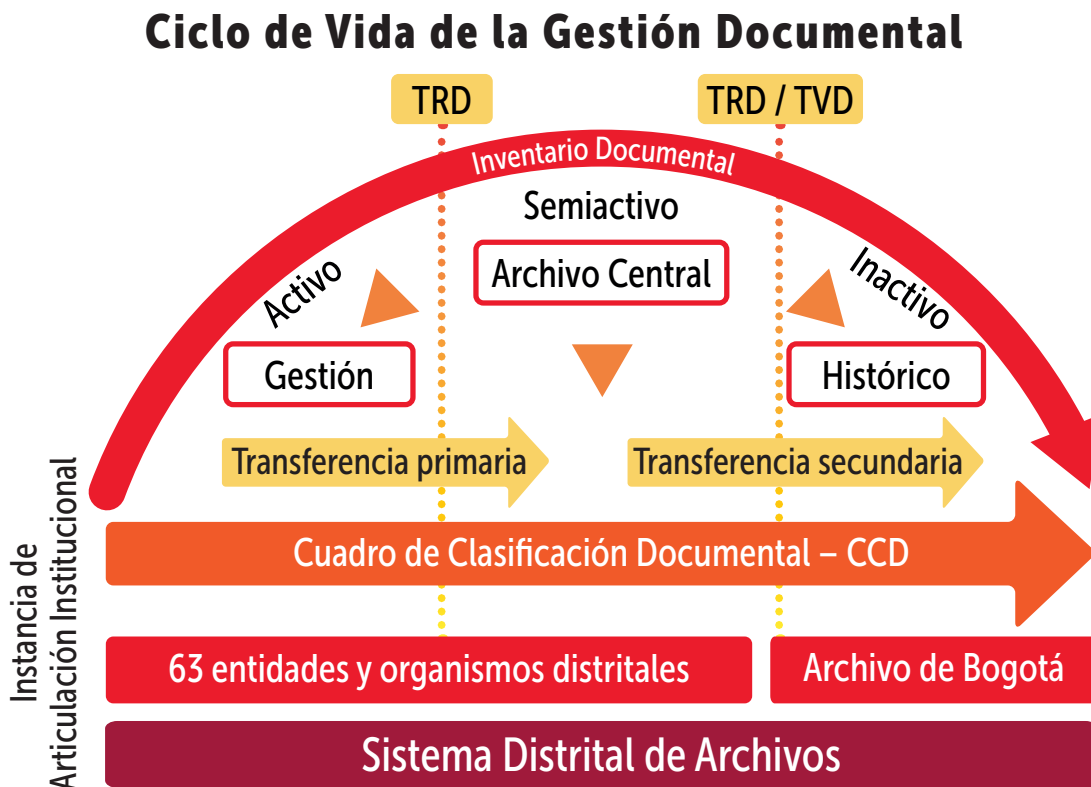 Ciclo de Vida de la Gestión Documental
TRD
TRD / TVD
Inventario Documental
Semiactivo
Archivo Central
Activo
Inactivo
Gestión
Histórico
Transferencia primaria
Transferencia secundaria
Cuadro de Clasificación Documental – CCD
Instancia de
Articulación Institucional
63 entidades y organismos distritales
Archivo de Bogotá
Sistema Distrital de Archivos